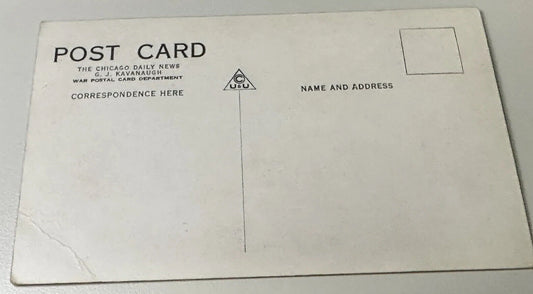 POST CARD
THE CHICAGO DAILY NEWS
G. J. KAVANAUGH
WAR POSTAL CARD DEPARTMENT
CORRESPONDENCE HERE
C
U&U
NAME AND ADDRESS